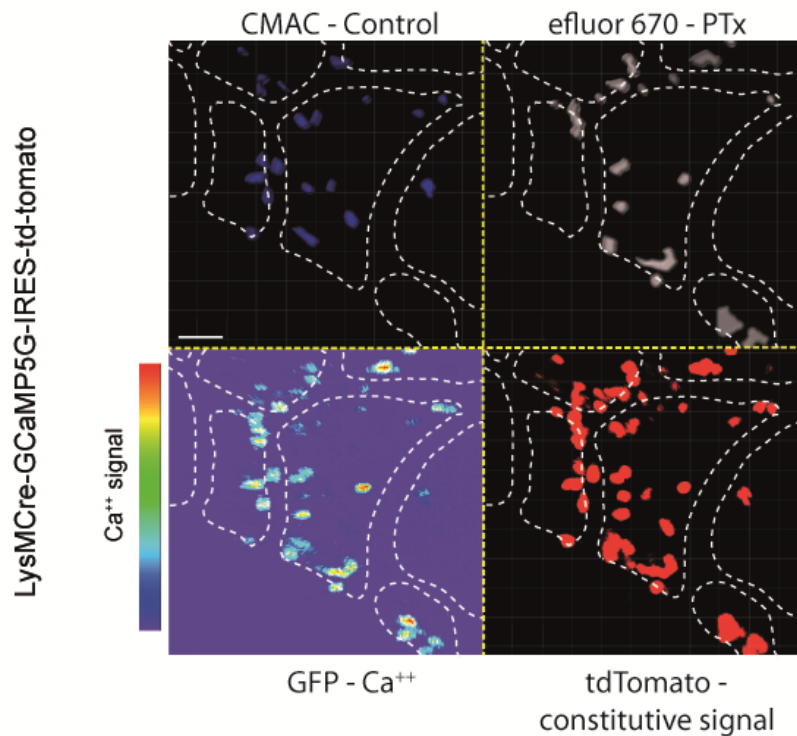 CMAC - Control
efluor 670 - PTx
LysMCre-GCaMP5G-IRES-td-tomato
Ca⁺⁺ signal
GFP - Ca⁺⁺
tdTomato -
constitutive signal